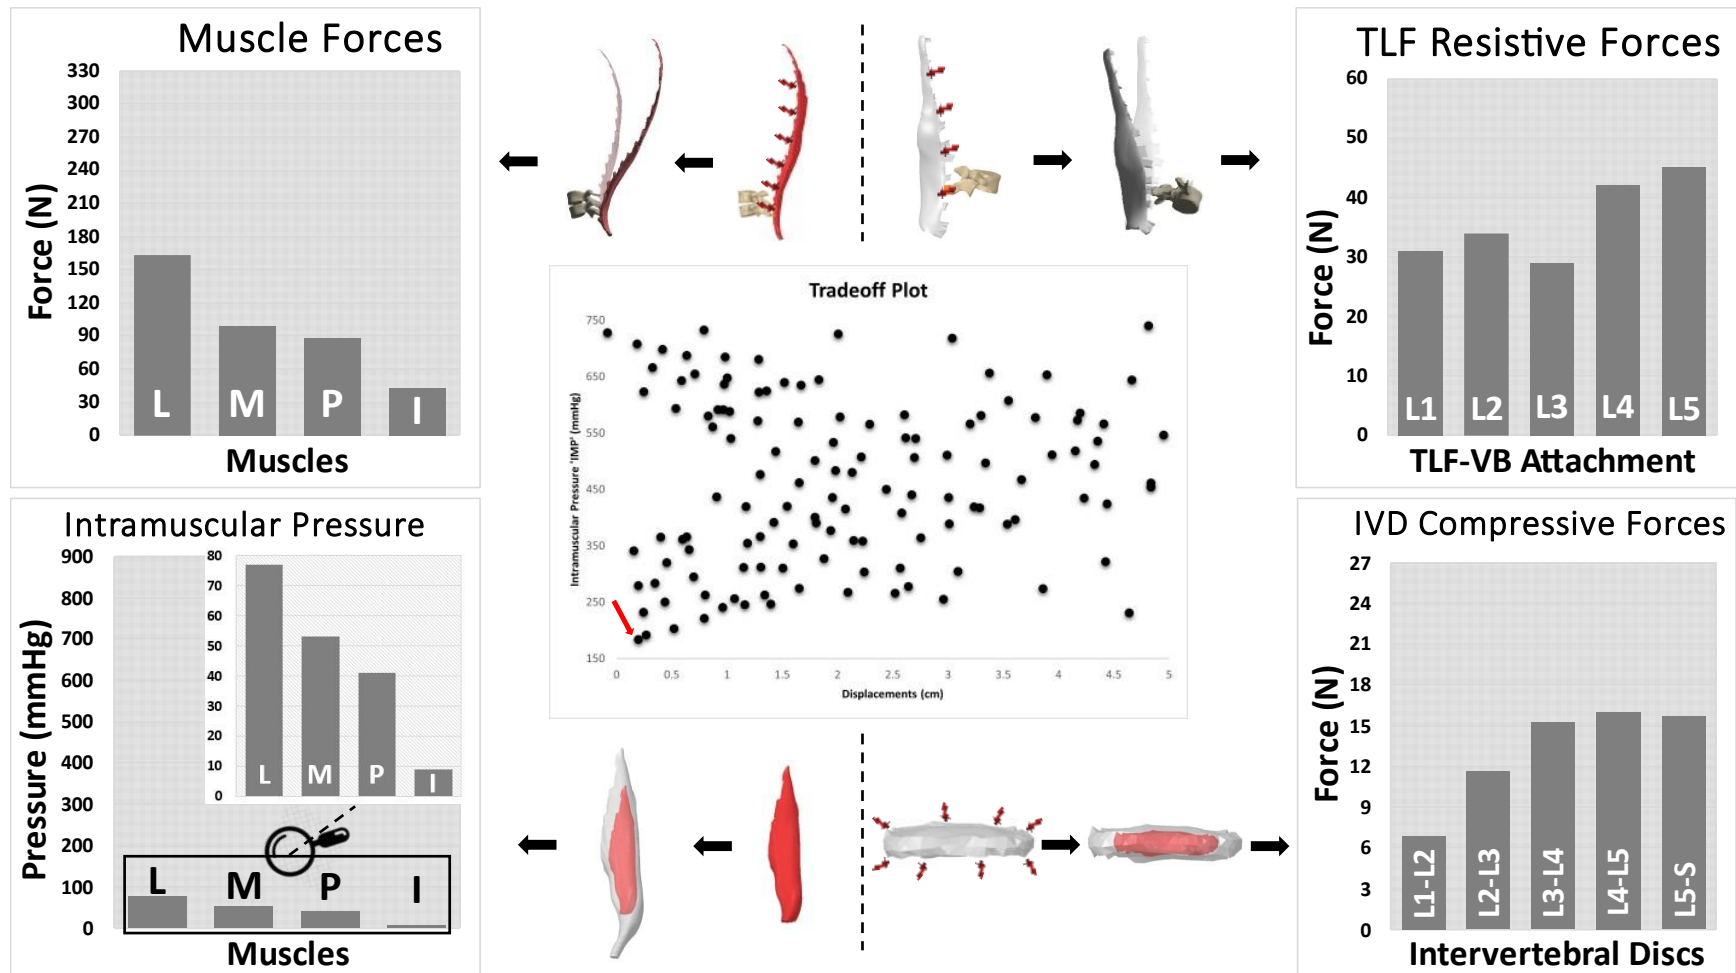 Muscle Forces
330
300
270
240
210
180
150
120
90
60
30
0
Force (N)
L M P I
Muscles
TLF Resistive Forces
60
50
40
30
20
10
0
Force (N)
L1 L2 L3 L4 L5
TLF-VB Attachment
Tradeoff Plot
750
650
550
450
350
250
150
Intramuscular Pressure 'IMP' (mmHg)
0 0.5 1 1.5 2 2.5 3 3.5 4 4.5 5
Displacements (cm)
Intramuscular Pressure
900
800
700
600
500
400
300
200
100
0
Pressure (mmHg)
80
70
60
50
40
30
20
10
0
L M P I
L M P I
Muscles
IVD Compressive Forces
27
24
21
18
15
12
9
6
3
0
Force (N)
L1-L2 L2-L3 L3-L4 L4-L5 L5-S
Intervertebral Discs